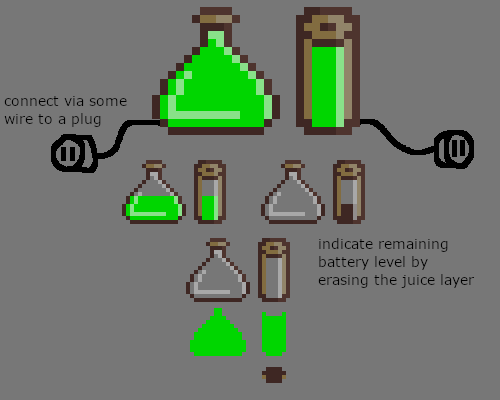 connect via some
wire to a plug
indicate remaining
battery level by
erasing the juice layer